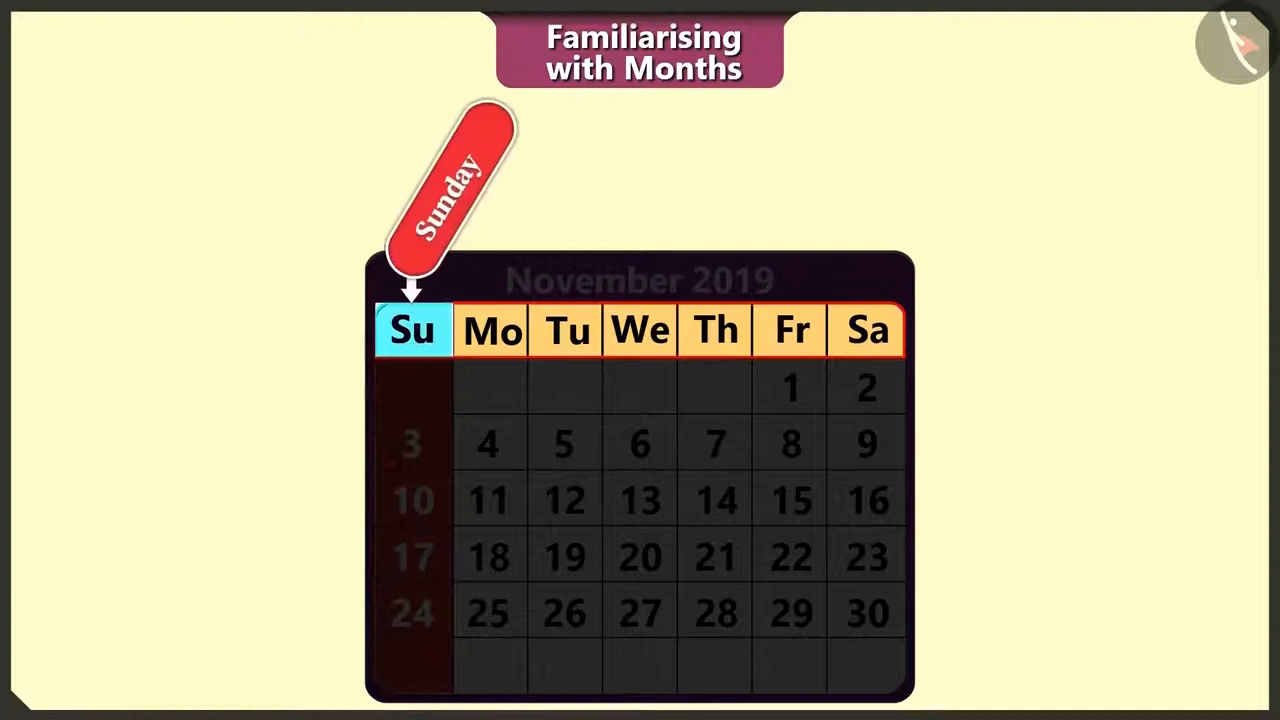 Familiarising
with Months
Sunday
November 2019
Su Mo Tu We Th Fr Sa
1 2
3 4 5 6 7 8 9
10 11 12 13 14 15 16
17 18 19 20 21 22 23
24 25 26 27 28 29 30